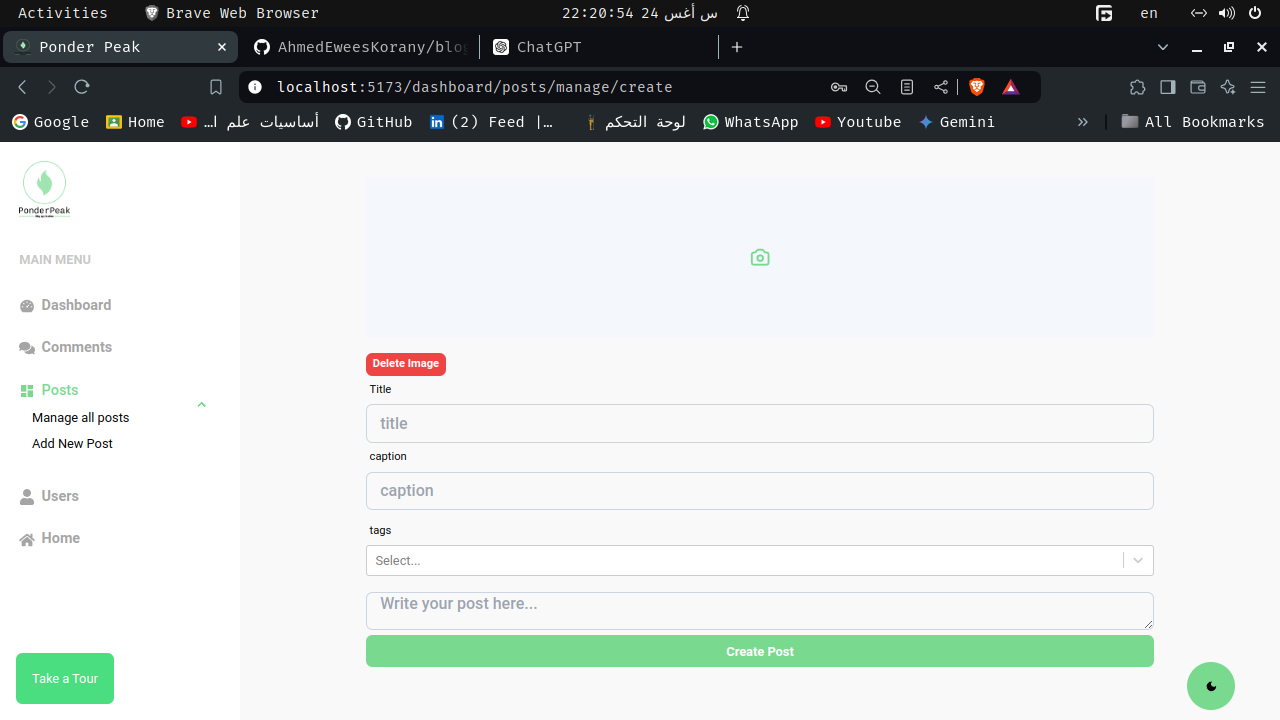 Activities
Brave Web Browser
22:20:54 24 س أغس
en
Ponder Peak
AhmedEweesKorany/blog
ChatGPT
localhost:5173/dashboard/posts/manage/create
Google
Home
أساسيات علم ا...
GitHub
(2) Feed |...
لوحة التحكم
WhatsApp
Youtube
Gemini
All Bookmarks
PonderPeak
MAIN MENU
Dashboard
Comments
Posts
Manage all posts
Add New Post
Users
Home
Take a Tour
Delete Image
Title
title
caption
caption
tags
Select...
Write your post here...
Create Post